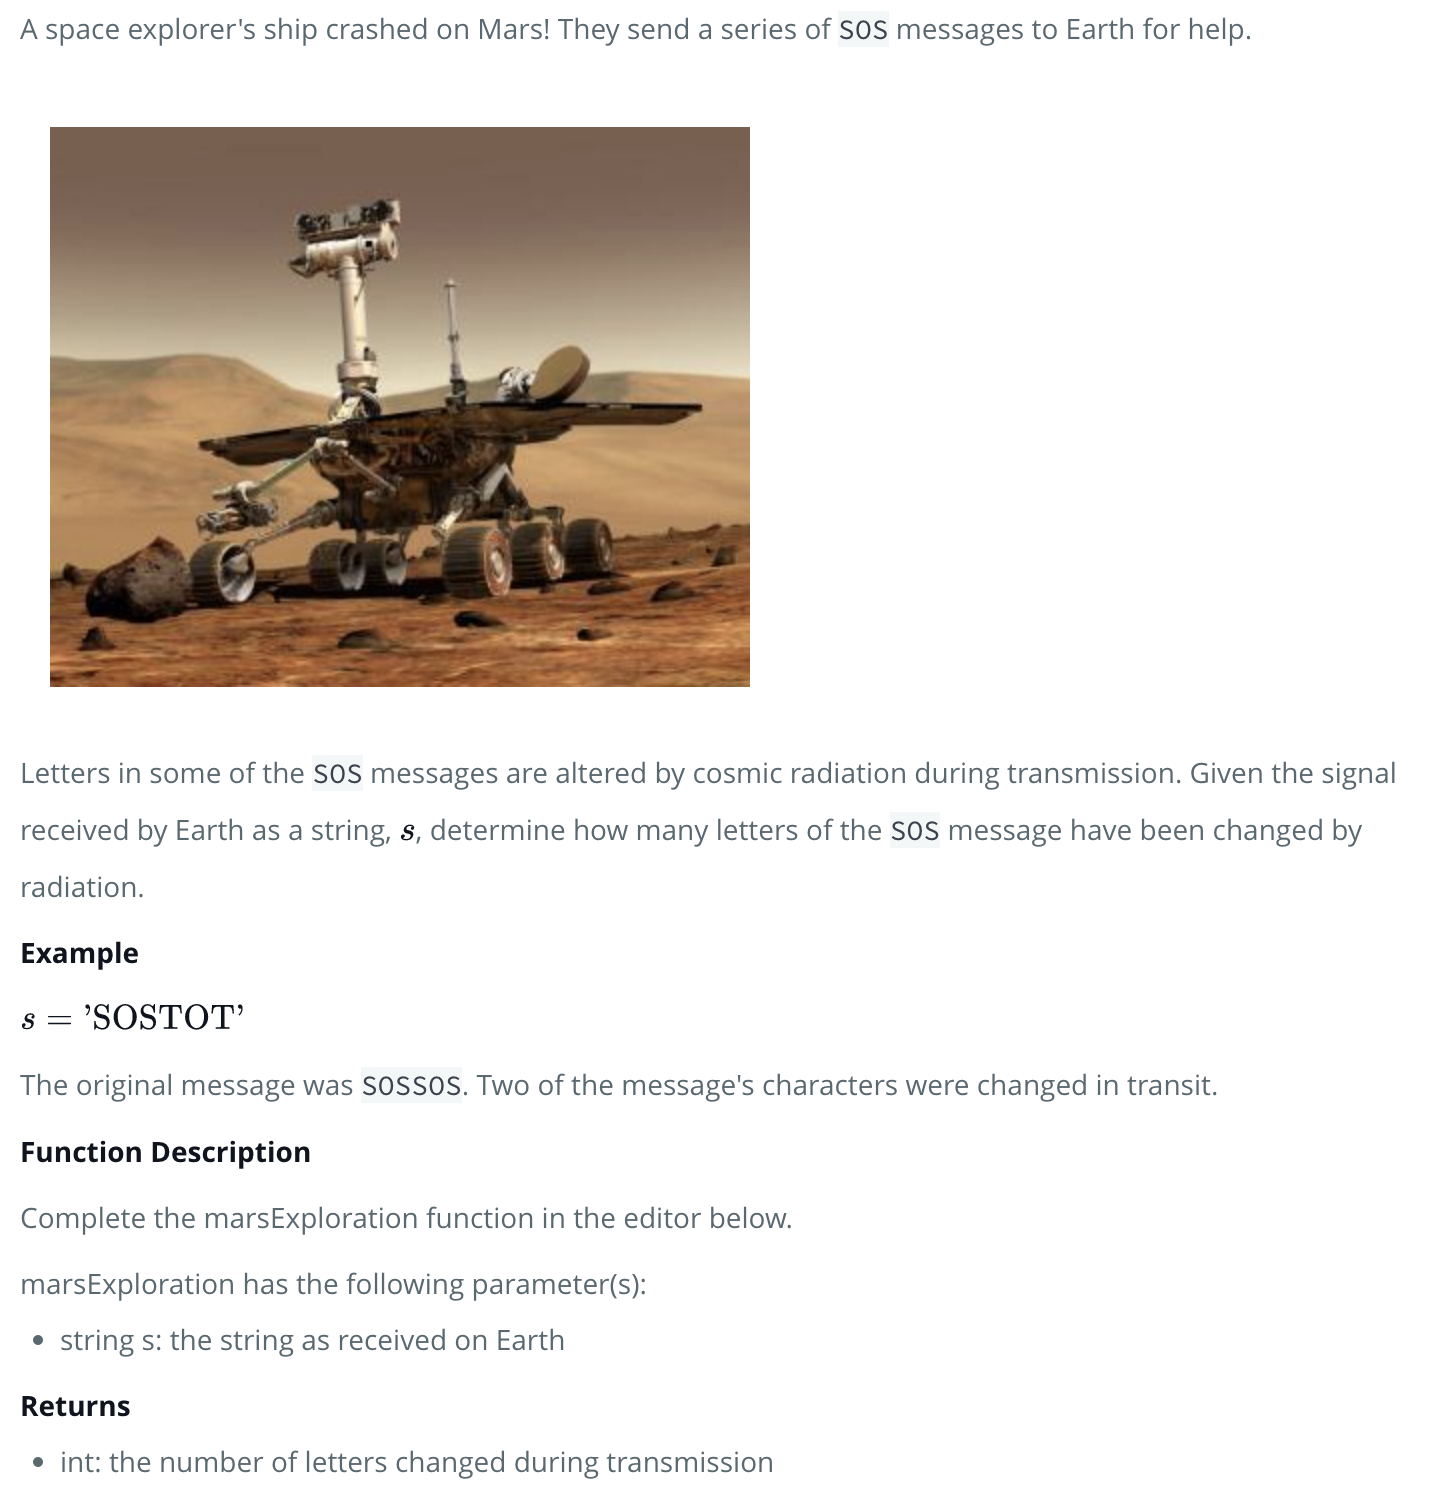 A space explorer's ship crashed on Mars! They send a series of SOS messages to Earth for help.
Letters in some of the SOS messages are altered by cosmic radiation during transmission. Given the signal
received by Earth as a string, s, determine how many letters of the SOS message have been changed by
radiation.
Example
s = 'SOSTOT'
The original message was SOSSOS. Two of the message's characters were changed in transit.
Function Description
Complete the marsExploration function in the editor below.
marsExploration has the following parameter(s):
• string s: the string as received on Earth
Returns
• int: the number of letters changed during transmission